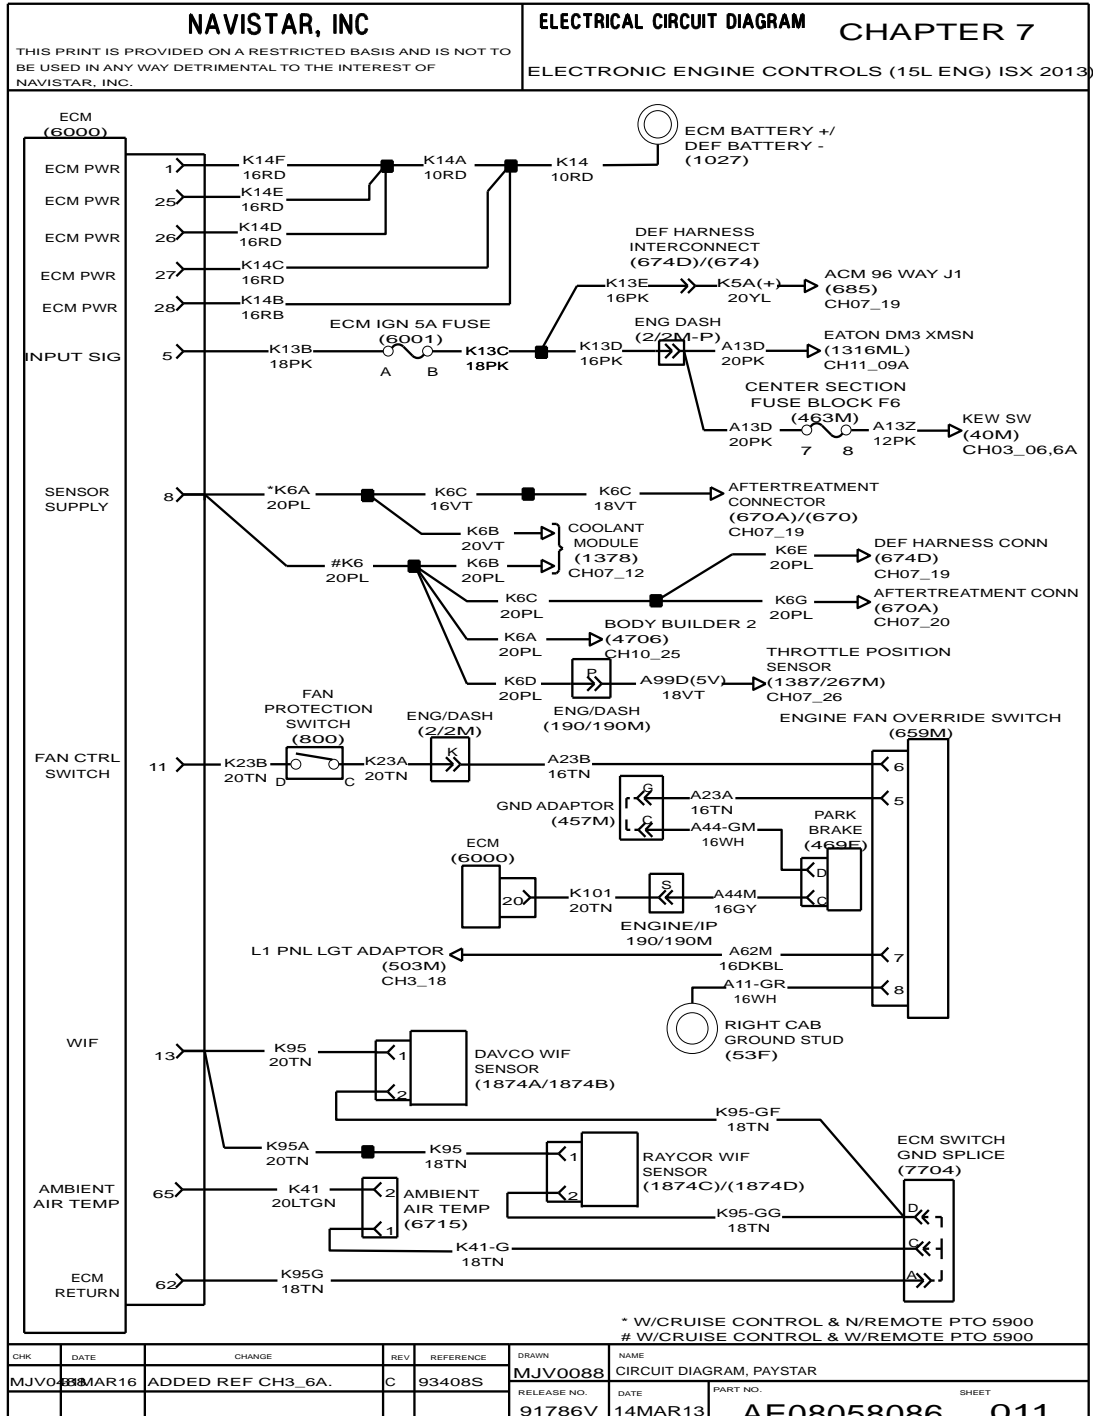 NAVISTAR, INC
THIS PRINT IS PROVIDED ON A RESTRICTED BASIS AND IS NOT TO
BE USED IN ANY WAY DETRIMENTAL TO THE INTEREST OF
NAVISTAR, INC.
ELECTRICAL CIRCUIT DIAGRAM
CHAPTER 7
ELECTRONIC ENGINE CONTROLS (15L ENG) ISX 2013
ECM
(6000)
ECM PWR 1 K14F 16RD K14A 10RD K14 10RD
ECM BATTERY +/
DEF BATTERY -
(1027)
ECM PWR 25 K14E 16RD
ECM PWR 26 K14D 16RD
ECM PWR 27 K14C 16RD
ECM PWR 28 K14B 16RB
DEF HARNESS
INTERCONNECT
(674D)/(674)
K13E 16PK K5A(+) 20YL
ACM 96 WAY J1
(685)
CH07_19
INPUT SIG 5 K13B 18PK
ECM IGN 5A FUSE
(6001)
A B
K13C 18PK
K13D 16PK
ENG DASH
(2/2M-P)
A13D 20PK
EATON DM3 XMSN
(1316ML)
CH11_09A
CENTER SECTION
FUSE BLOCK F6
(463M)
A13D 20PK 7 8 A13Z 12PK
KEW SW
(40M)
CH03_06,6A
SENSOR
SUPPLY
8 *K6A 20PL K6C 16VT K6C 18VT
AFTERTREATMENT
CONNECTOR
(670A)/(670)
CH07_19
K6B 20VT
COOLANT
MODULE
(1378)
CH07_12
#K6 20PL K6B 20PL
K6E 20PL
DEF HARNESS CONN
(674D)
CH07_19
K6C 20PL K6G 20PL
AFTERTREATMENT CONN
(670A)
CH07_20
K6A 20PL
BODY BUILDER 2
(4706)
CH10_25
K6D 20PL P A99D(5V) 18VT
ENG/DASH
(190/190M)
THROTTLE POSITION
SENSOR
(1387/267M)
CH07_26
FAN CTRL
SWITCH
11 K23B 20TN
FAN
PROTECTION
SWITCH
(800)
D C
K23A 20TN
ENG/DASH
(2/2M)
K
A23B 16TN
ENGINE FAN OVERRIDE SWITCH
(659M)
6
5
7
8
GND ADAPTOR
(457M)
G A23A 16TN
C A44-GM 16WH
PARK
BRAKE
(469E)
D
C
ECM
(6000)
20 K101 20TN S A44M 16GY
ENGINE/IP
190/190M
L1 PNL LGT ADAPTOR
(503M)
CH3_18
A62M 16DKBL
A11-GR 16WH
RIGHT CAB
GROUND STUD
(53F)
WIF 13 K95 20TN 1 2
DAVCO WIF
SENSOR
(1874A/1874B)
K95-GF 18TN
K95A 20TN K95 18TN 1 2
RAYCOR WIF
SENSOR
(1874C)/(1874D)
K95-GG 18TN
ECM SWITCH
GND SPLICE
(7704)
D
C
A
AMBIENT
AIR TEMP
65 K41 20LTGN 2 1
AMBIENT
AIR TEMP
(6715)
K41-G 18TN
ECM
RETURN
62 K95G 18TN
* W/CRUISE CONTROL & N/REMOTE PTO 5900
# W/CRUISE CONTROL & W/REMOTE PTO 5900
CHK DATE CHANGE REV REFERENCE
MAR16 ADDED REF CH3_6A. C 93408S
DRAWN
MJV0088
NAME
CIRCUIT DIAGRAM, PAYSTAR
RELEASE NO.
91786V
DATE
14MAR13
PART NO.
AE08058086
SHEET
011